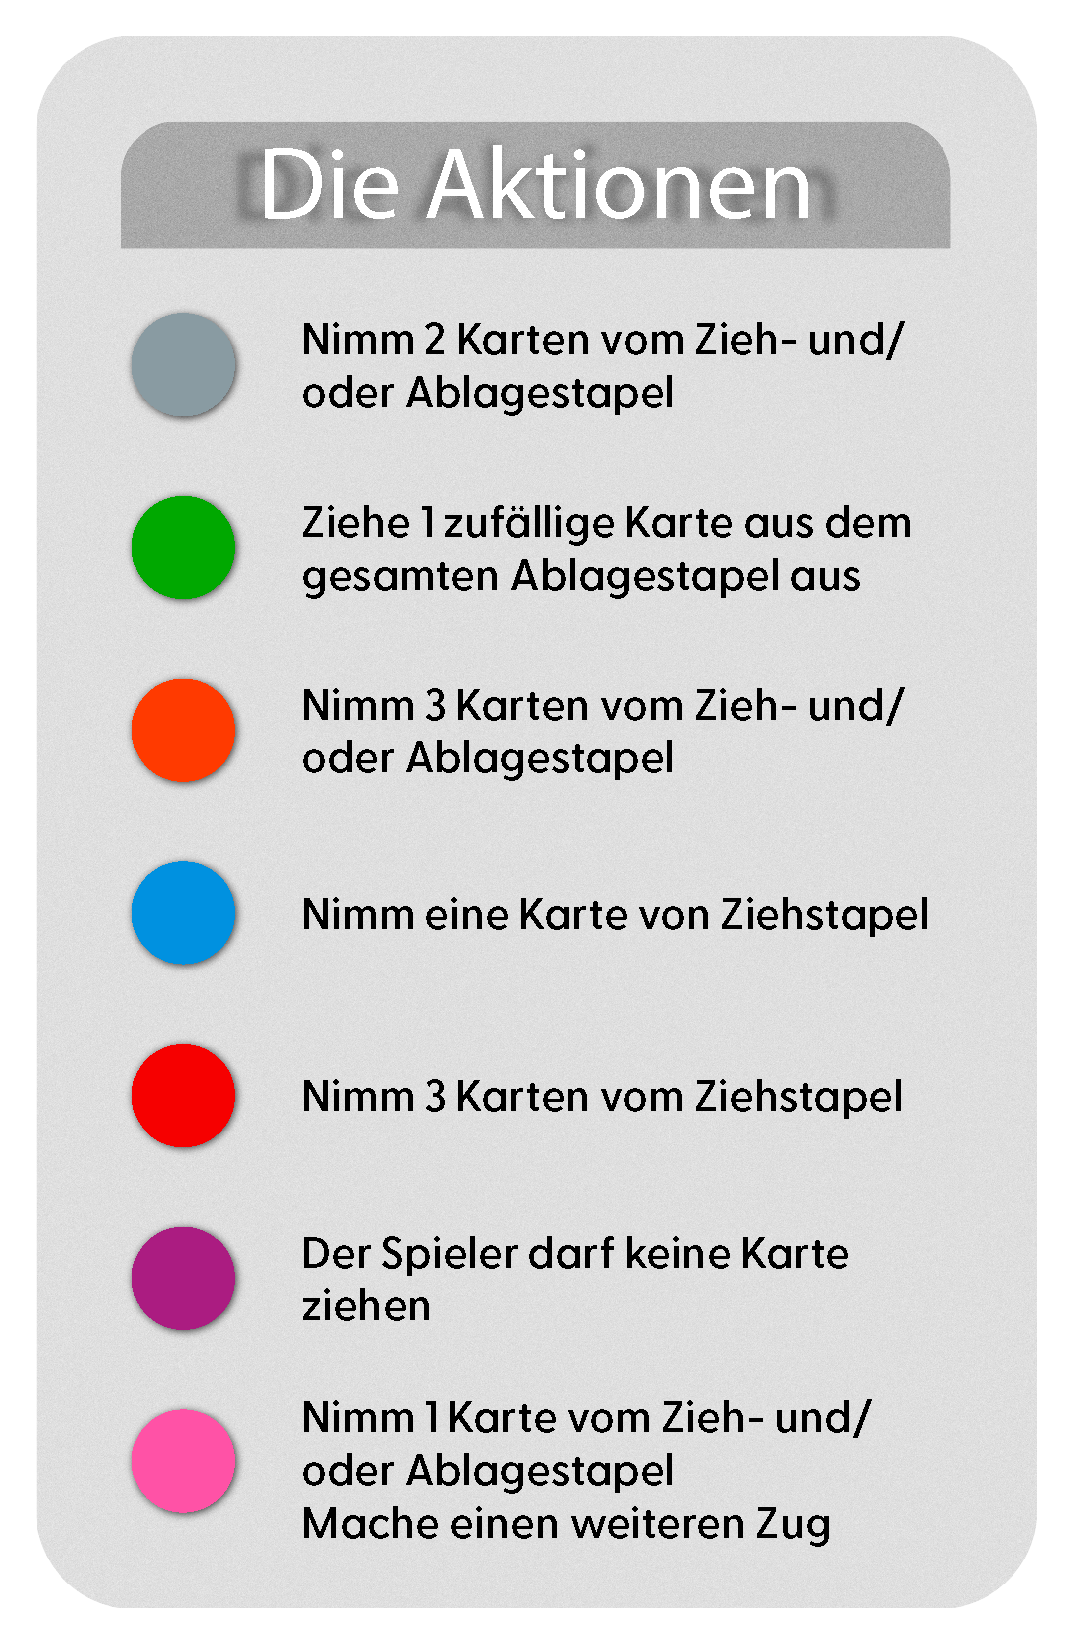 Die Aktionen
Nimm 2 Karten vom Zieh- und/
oder Ablagestapel
Ziehe 1 zufällige Karte aus dem
gesamten Ablagestapel aus
Nimm 3 Karten vom Zieh- und/
oder Ablagestapel
Nimm eine Karte von Ziehstapel
Nimm 3 Karten vom Ziehstapel
Der Spieler darf keine Karte
ziehen
Nimm 1 Karte vom Zieh- und/
oder Ablagestapel
Mache einen weiteren Zug